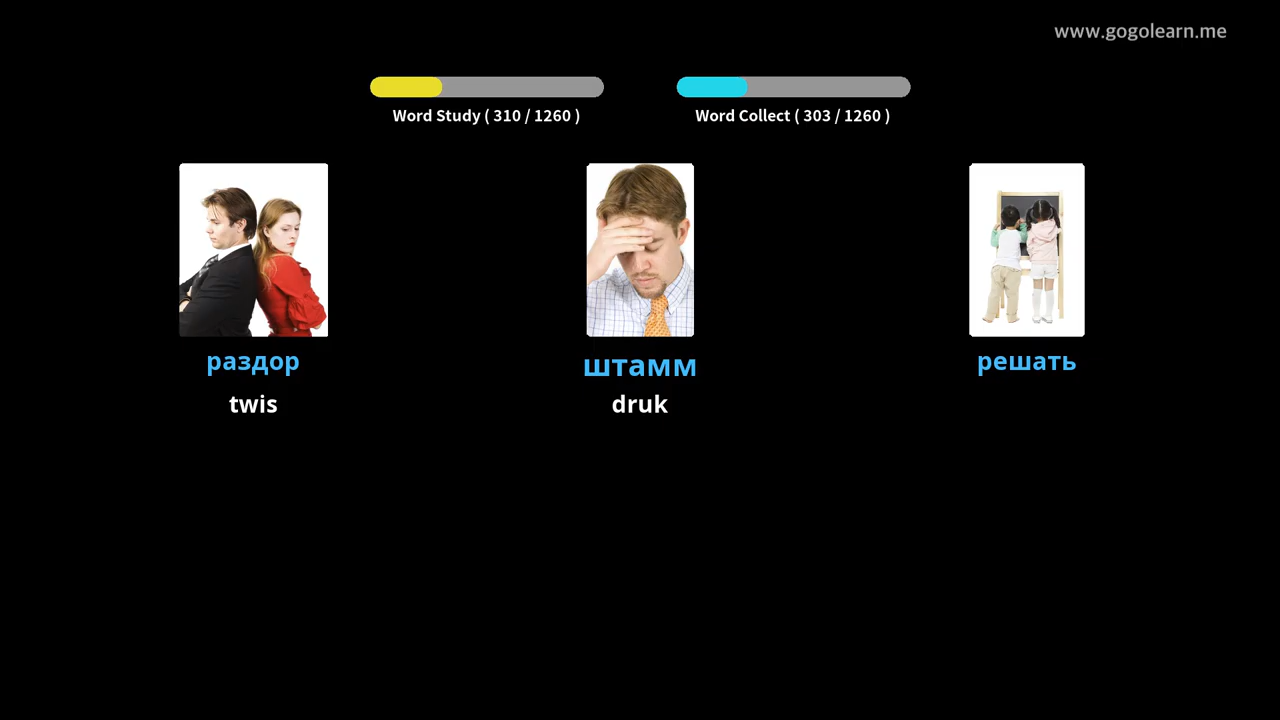 www.gogolearn.me
Word Study ( 310 / 1260 )
Word Collect ( 303 / 1260 )
раздор
штамм
решать
twis
druk